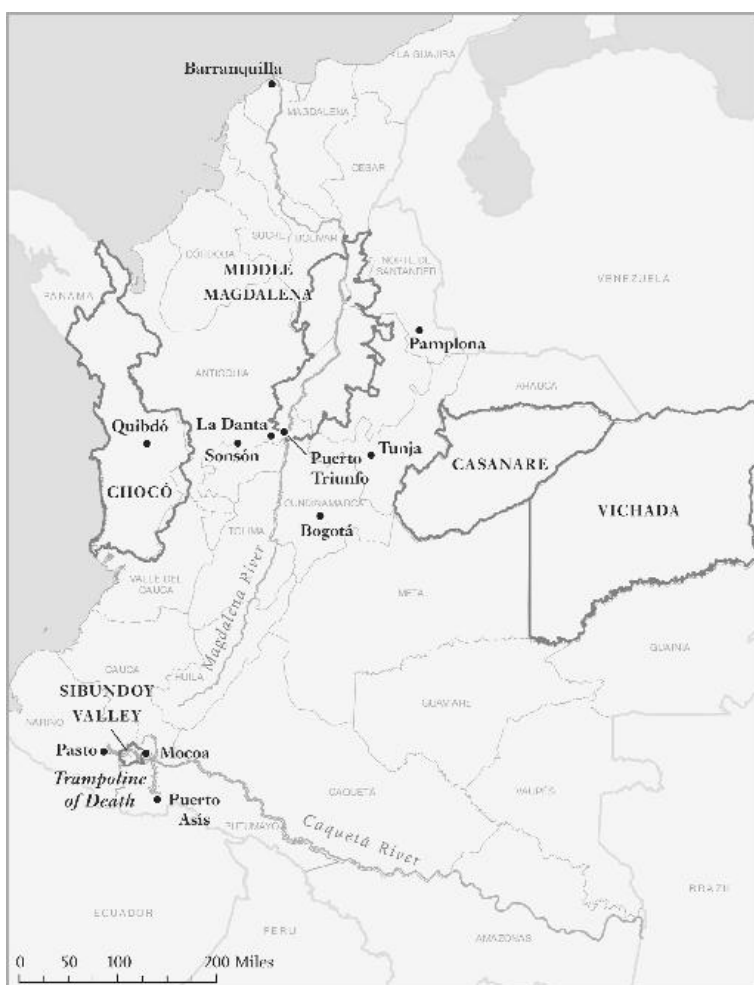 Barranquilla
LA GUAJIRA
MAGDALENA
CESAR
SUCRE
BOLIVAR
CÓRDOBA
NORTE DE
SANTANDER
VENEZUELA
MIDDLE
MAGDALENA
PANAMA
Pamplona
ANTIOQUIA
ARAUCA
Quibdó
La Danta
Sonsón
Puerto
Triunfo
Tunja
CASANARE
CHOCÓ
VICHADA
CUNDINAMARCA
Bogotá
TOLIMA
VALLE DEL
CAUCA
Magdalena River
META
GUAINIA
CAUCA
HUILA
SIBUNDOY
VALLEY
NARIÑO
GUAVIARE
Pasto
Mocoa
Trampoline
of Death
Puerto
Asís
CAQUETA
VAUPÉS
PUTUMAYO
Caquetá River
BRAZIL
ECUADOR
PERU
AMAZONAS
0 50 100 200 Miles